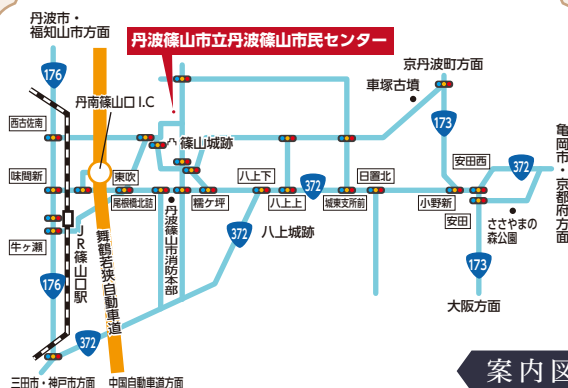 丹波市・
福知山市方面
丹波篠山市立丹波篠山市民センター
京丹波町方面
車塚古墳
176
丹南篠山口I.C
173
西古佐南
篠山城跡
亀岡市・京都府方面
安田西
372
味間新
東吹
八上下
372
日置北
尾根橋北詰
糯ケ坪
八上上
城東支所前
小野新
安田
ささやまの
森公園
丹波篠山市消防本部
372
八上城跡
牛ヶ瀬
JR篠山口駅
舞鶴若狭自動車道
173
176
大阪方面
372
案内図
三田市・神戸市方面
中国自動車道方面